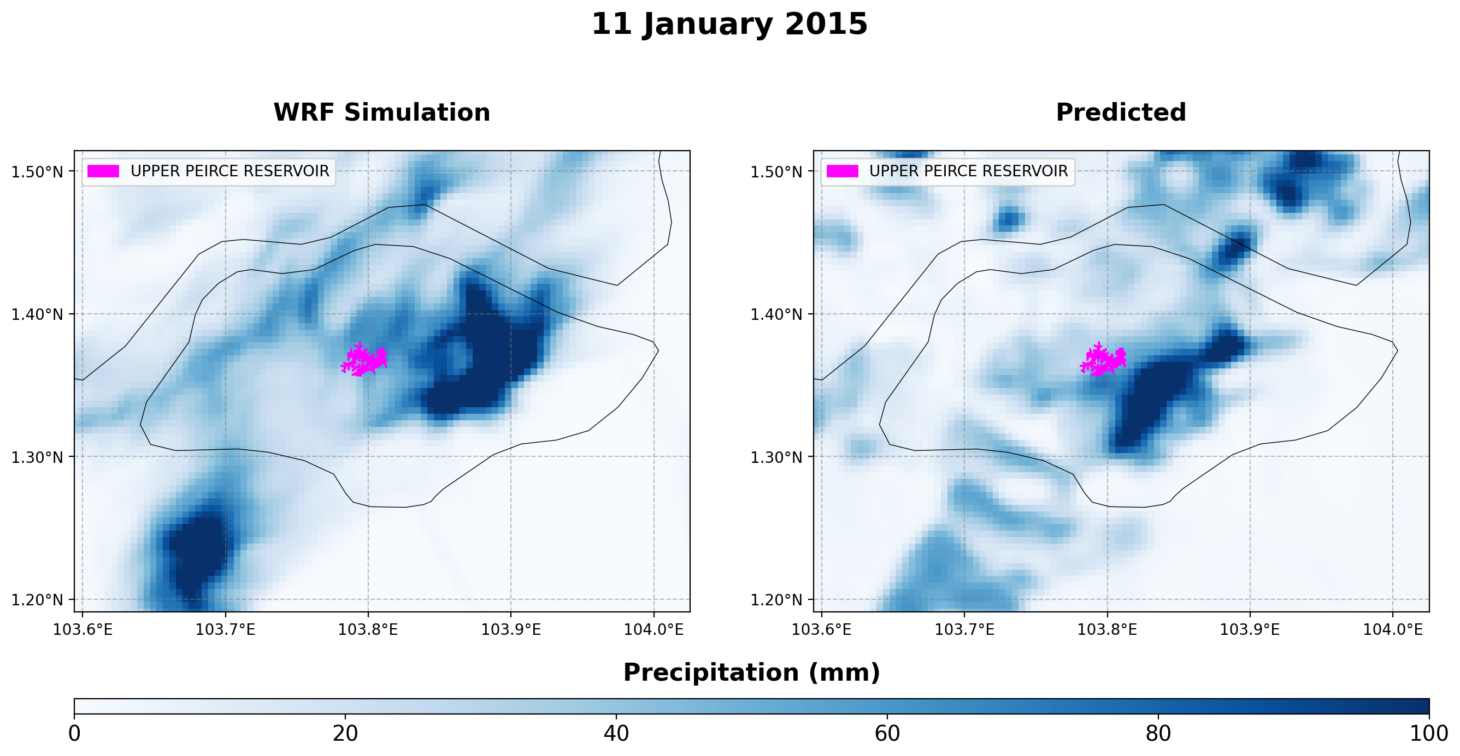 11 January 2015
WRF Simulation
Predicted
UPPER PEIRCE RESERVOIR
UPPER PEIRCE RESERVOIR
1.50°N
1.40°N
1.30°N
1.20°N
1.50°N
1.40°N
1.30°N
1.20°N
103.6°E 103.7°E 103.8°E 103.9°E 104.0°E
103.6°E 103.7°E 103.8°E 103.9°E 104.0°E
Precipitation (mm)
0 20 40 60 80 100